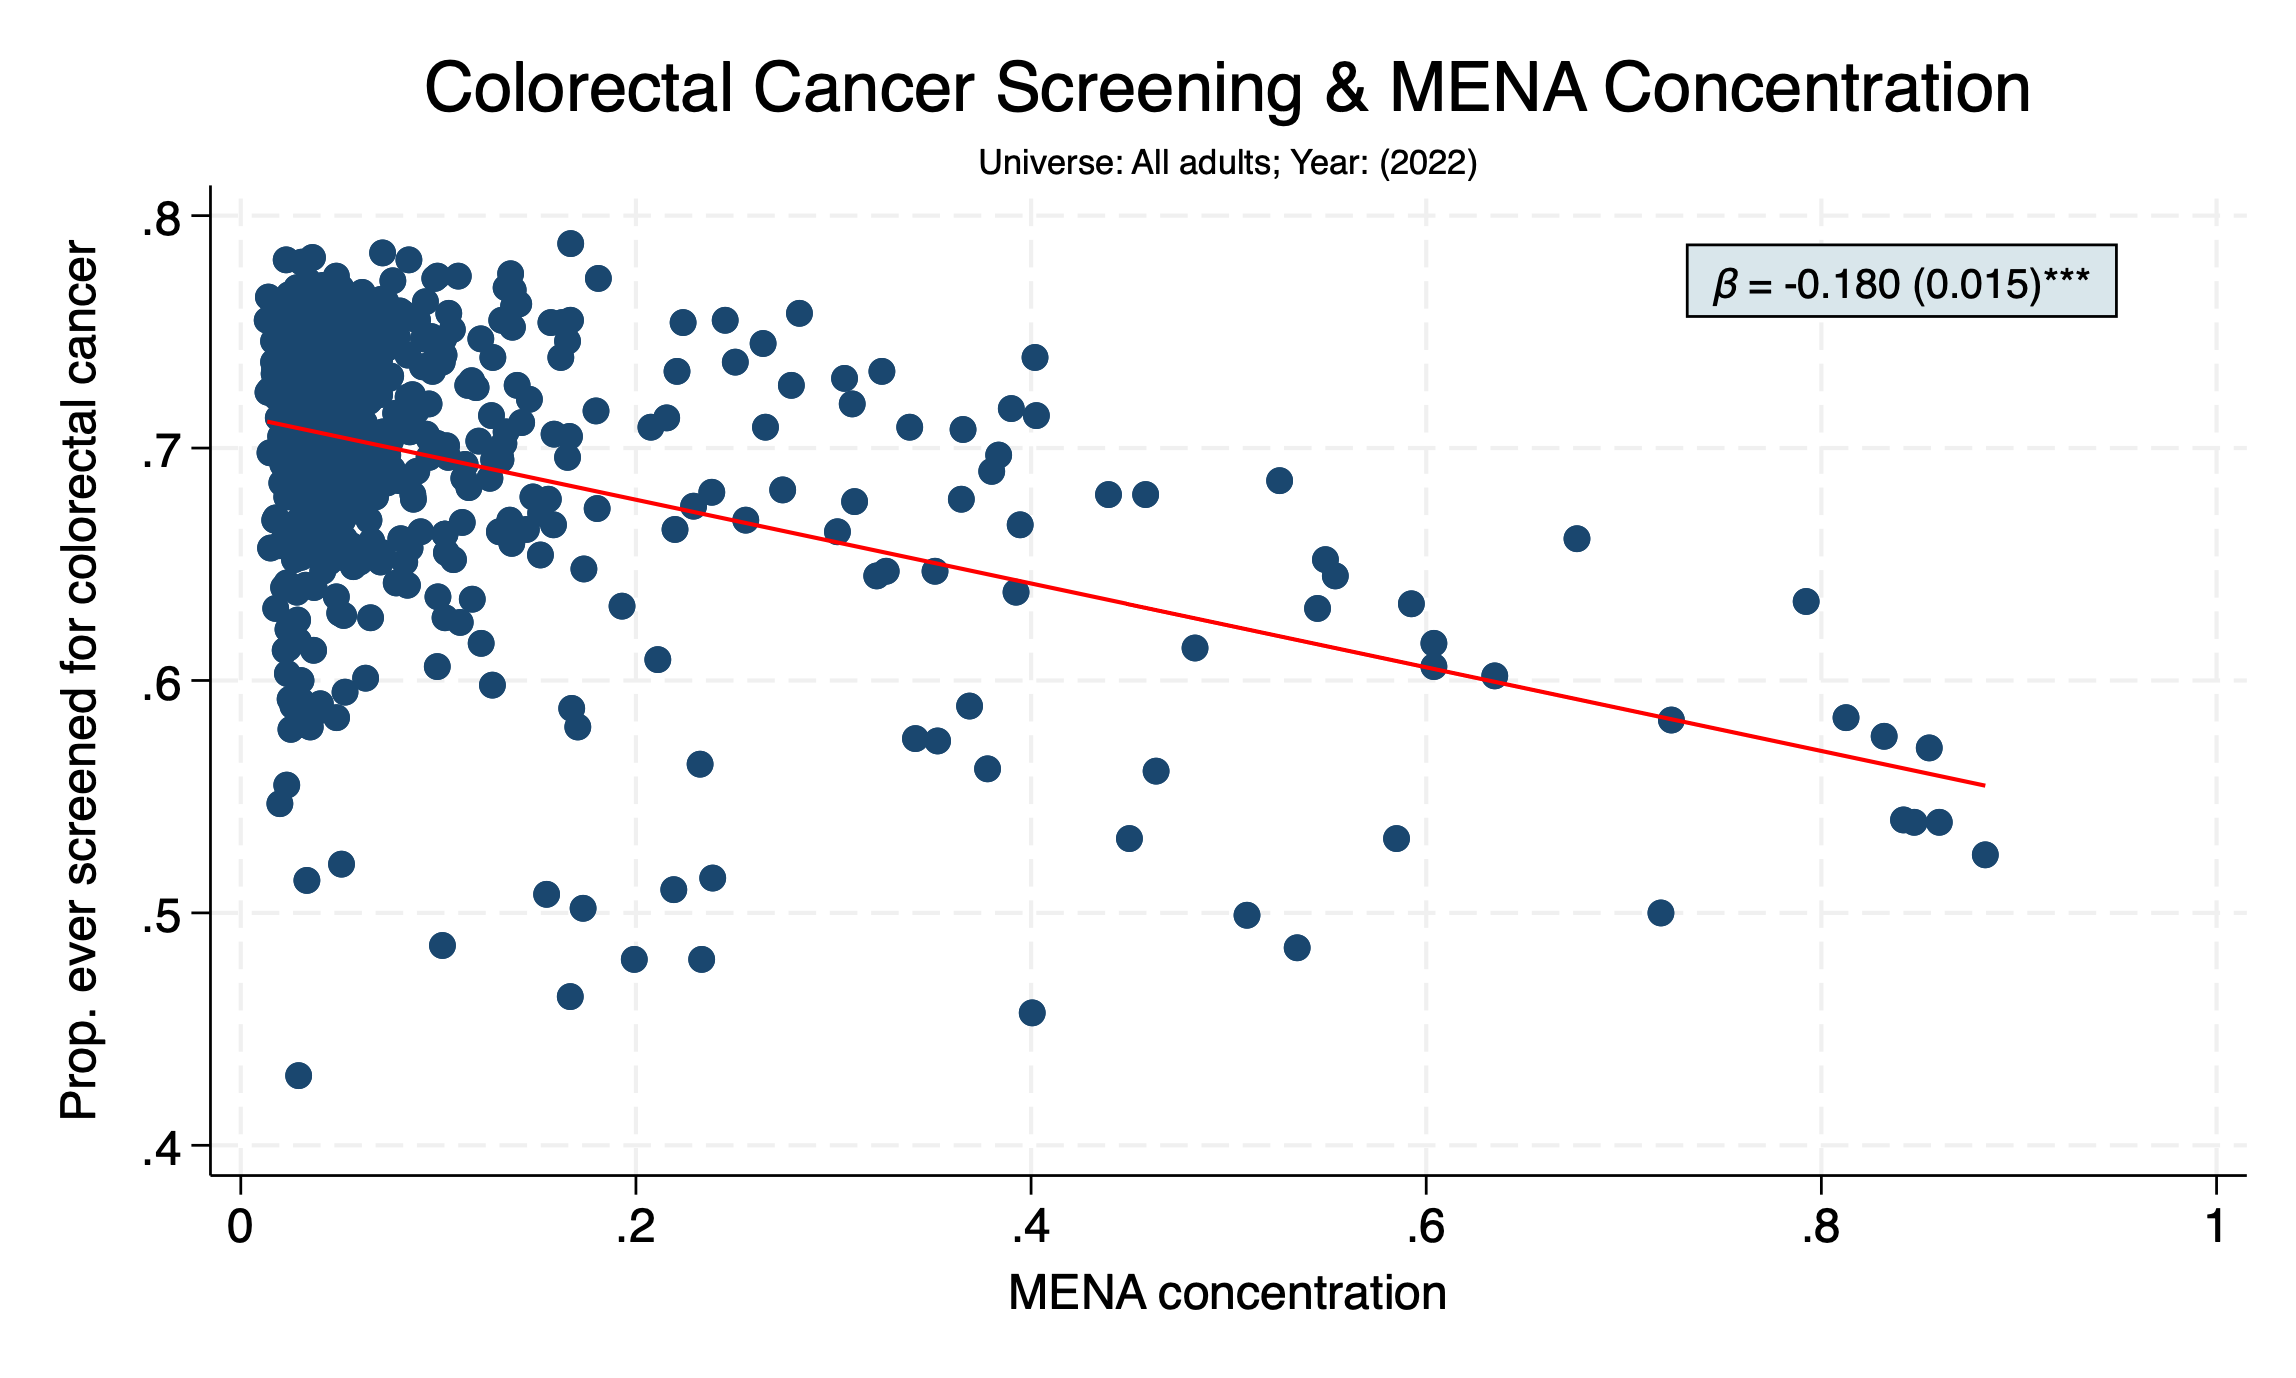 Colorectal Cancer Screening & MENA Concentration
Universe: All adults; Year: (2022)
β = -0.180 (0.015)***
Prop. ever screened for colorectal cancer
.8
.7
.6
.5
.4
0 .2 .4 .6 .8 1
MENA concentration